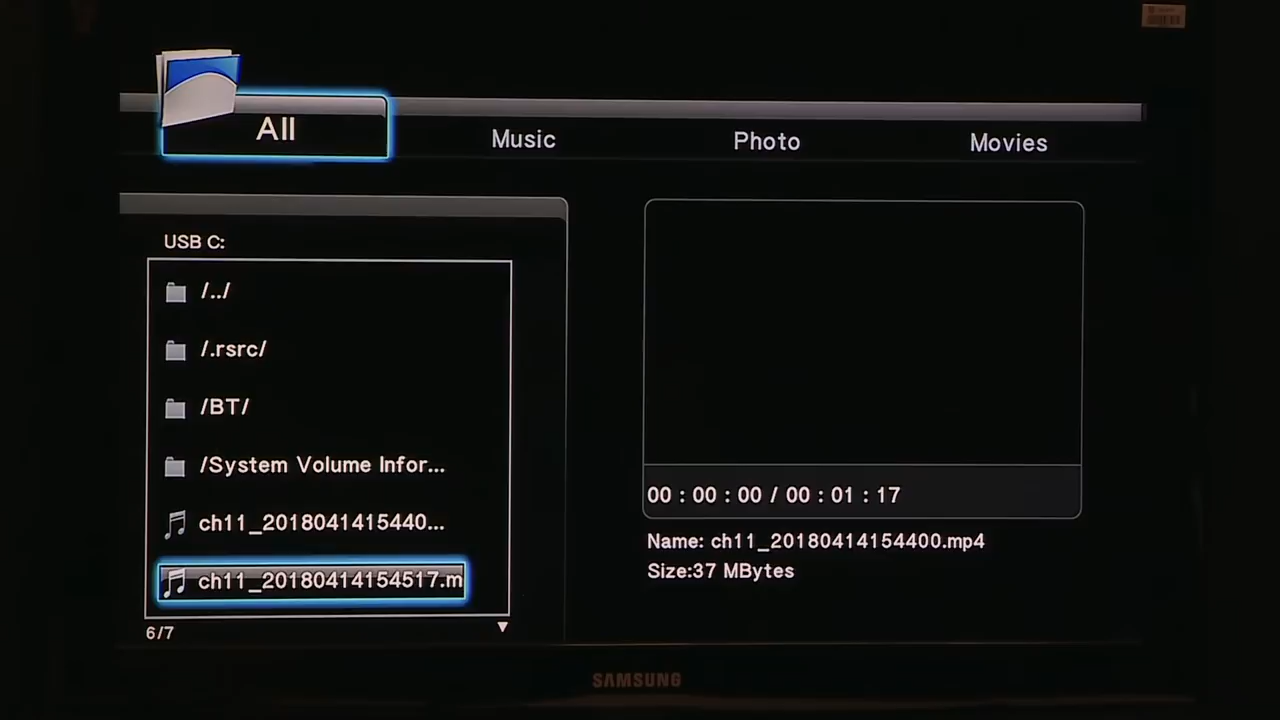 All
Music
Photo
Movies
USB C:
/../
/.rsrc/
/BT/
/System Volume Infor...
ch11_2018041415440...
ch11_20180414154517.m
6/7
00 : 00 : 00 / 00 : 01 : 17
Name: ch11_20180414154400.mp4
Size:37 MBytes
SAMSUNG